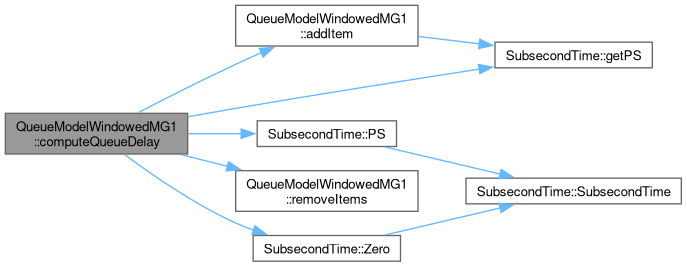 QueueModelWindowedMG1
::computeQueueDelay
QueueModelWindowedMG1
::addItem
SubsecondTime::getPS
SubsecondTime::PS
QueueModelWindowedMG1
::removeItems
SubsecondTime::Zero
SubsecondTime::SubsecondTime